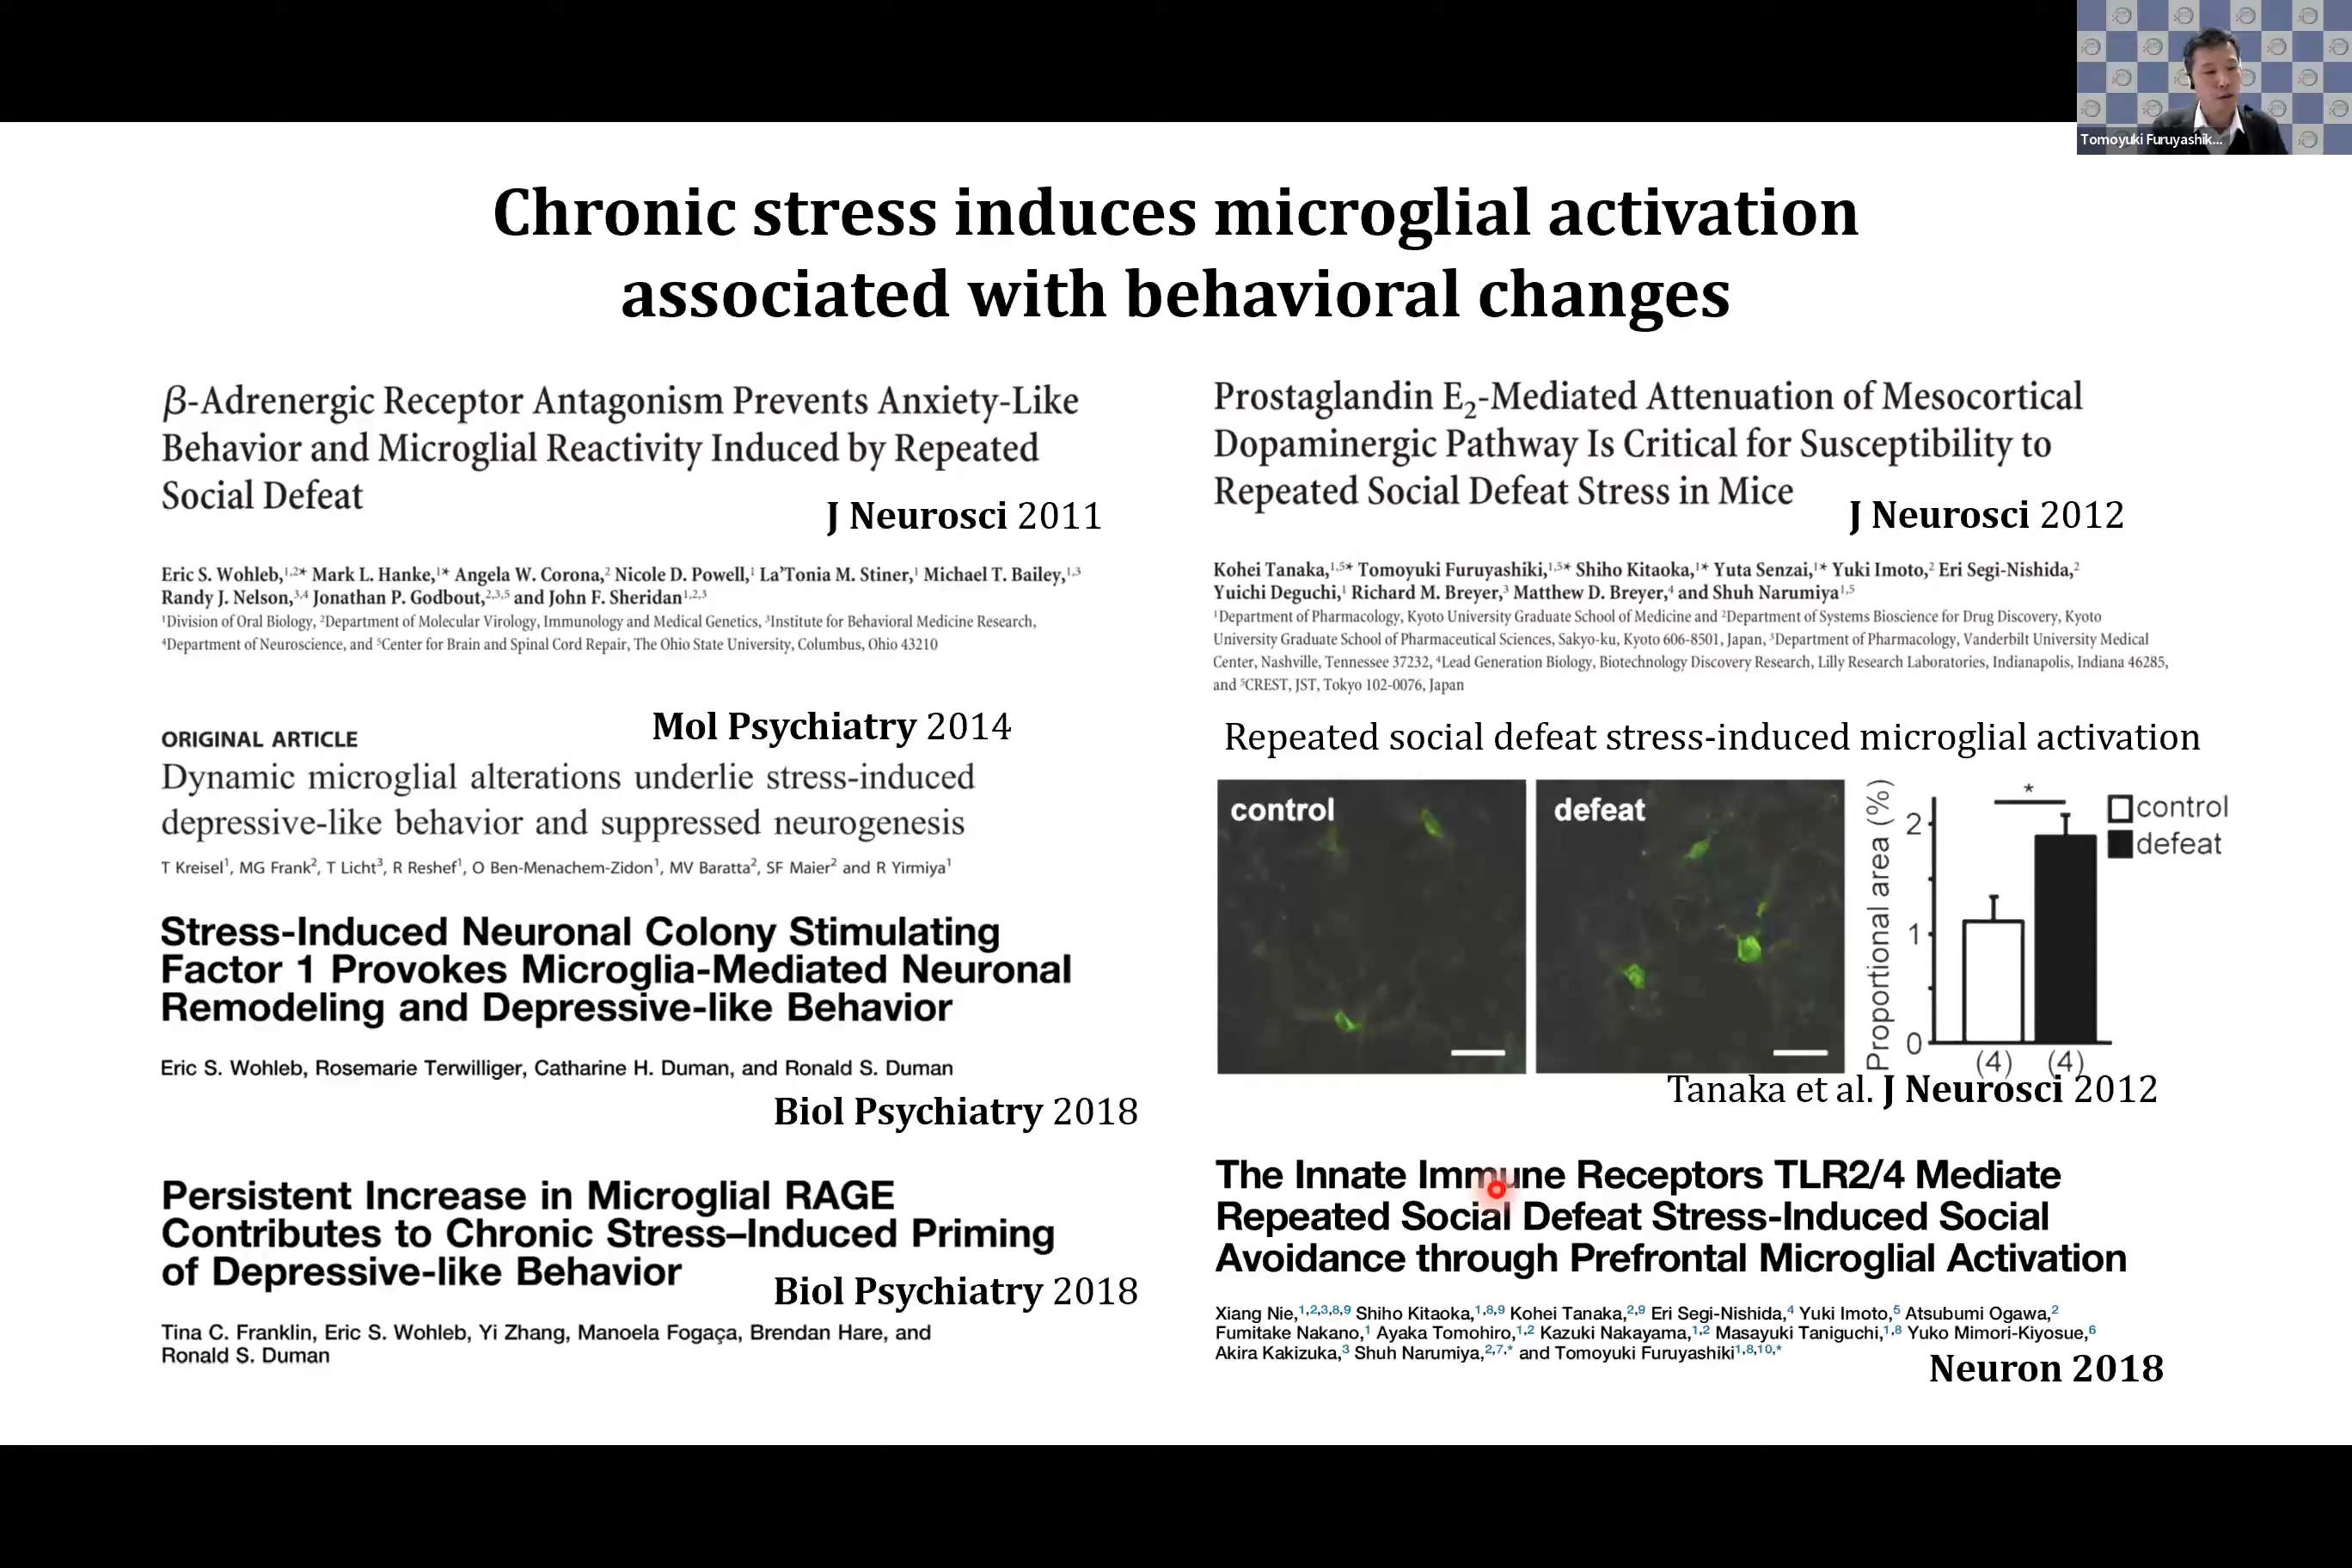 Tomoyuki Furuyashik...
Chronic stress induces microglial activation
associated with behavioral changes
β-Adrenergic Receptor Antagonism Prevents Anxiety-Like
Behavior and Microglial Reactivity Induced by Repeated
Social Defeat
J Neurosci 2011
Eric S. Wohleb,1,2* Mark L. Hanke,1* Angela W. Corona,2 Nicole D. Powell,1 La'Tonia M. Stiner,1 Michael T. Bailey,1,3
Randy J. Nelson,3,4 Jonathan P. Godbout,2,3,5 and John F. Sheridan1,2,3
1Division of Oral Biology, 2Department of Molecular Virology, Immunology and Medical Genetics, 3Institute for Behavioral Medicine Research,
4Department of Neuroscience, and 5Center for Brain and Spinal Cord Repair, The Ohio State University, Columbus, Ohio 43210
Mol Psychiatry 2014
ORIGINAL ARTICLE
Dynamic microglial alterations underlie stress-induced
depressive-like behavior and suppressed neurogenesis
T Kreisel1, MG Frank2, T Licht3, R Reshef1, O Ben-Menachem-Zidon1, MV Baratta2, SF Maier2 and R Yirmiya1
Stress-Induced Neuronal Colony Stimulating
Factor 1 Provokes Microglia-Mediated Neuronal
Remodeling and Depressive-like Behavior
Eric S. Wohleb, Rosemarie Terwilliger, Catharine H. Duman, and Ronald S. Duman
Biol Psychiatry 2018
Persistent Increase in Microglial RAGE
Contributes to Chronic Stress–Induced Priming
of Depressive-like Behavior
Biol Psychiatry 2018
Tina C. Franklin, Eric S. Wohleb, Yi Zhang, Manoela Fogaça, Brendan Hare, and
Ronald S. Duman
Prostaglandin E2-Mediated Attenuation of Mesocortical
Dopaminergic Pathway Is Critical for Susceptibility to
Repeated Social Defeat Stress in Mice
J Neurosci 2012
Kohei Tanaka,1,5* Tomoyuki Furuyashiki,1,5* Shiho Kitaoka,1* Yuta Senzai,1* Yuki Imoto,2 Eri Segi-Nishida,2
Yuichi Deguchi,1 Richard M. Breyer,3 Matthew D. Breyer,4 and Shuh Narumiya1,5
1Department of Pharmacology, Kyoto University Graduate School of Medicine and 2Department of Systems Bioscience for Drug Discovery, Kyoto
University Graduate School of Pharmaceutical Sciences, Sakyo-ku, Kyoto 606-8501, Japan, 3Department of Pharmacology, Vanderbilt University Medical
Center, Nashville, Tennessee 37232, 4Lead Generation Biology, Biotechnology Discovery Research, Lilly Research Laboratories, Indianapolis, Indiana 46285,
and 5CREST, JST, Tokyo 102-0076, Japan
Repeated social defeat stress-induced microglial activation
control
defeat
Proportional area (%)
2
1
0
*
(4) (4)
control
defeat
Tanaka et al. J Neurosci 2012
The Innate Immune Receptors TLR2/4 Mediate
Repeated Social Defeat Stress-Induced Social
Avoidance through Prefrontal Microglial Activation
Xiang Nie,1,2,3,8,9 Shiho Kitaoka,1,8,9 Kohei Tanaka,2,9 Eri Segi-Nishida,4 Yuki Imoto,5 Atsubumi Ogawa,2
Fumitake Nakano,1 Ayaka Tomohiro,1,2 Kazuki Nakayama,1,2 Masayuki Taniguchi,1,8 Yuko Mimori-Kiyosue,6
Akira Kakizuka,3 Shuh Narumiya,2,7,* and Tomoyuki Furuyashiki1,8,10,*
Neuron 2018